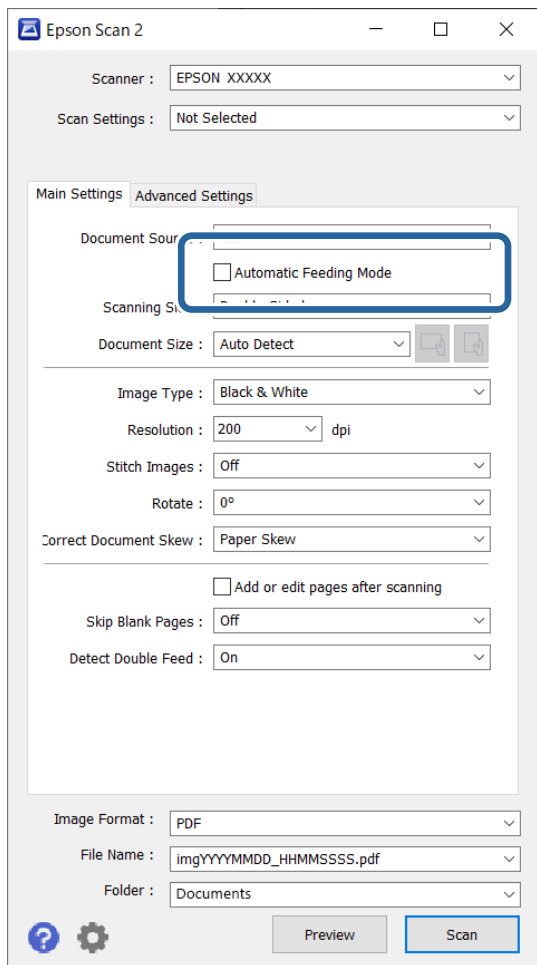 Epson Scan 2
Scanner : EPSON XXXXX
Scan Settings : Not Selected
Main Settings Advanced Settings
Document
Automatic Feeding Mode
Scanning
Document Size : Auto Detect
Image Type : Black & White
Resolution : 200 dpi
Stitch Images : Off
Rotate : 0°
Correct Document Skew : Paper Skew
Add or edit pages after scanning
Skip Blank Pages : Off
Detect Double Feed : On
Image Format : PDF
File Name : imgYYYYMMDD_HHMMSSSS.pdf
Folder : Documents
? Preview Scan